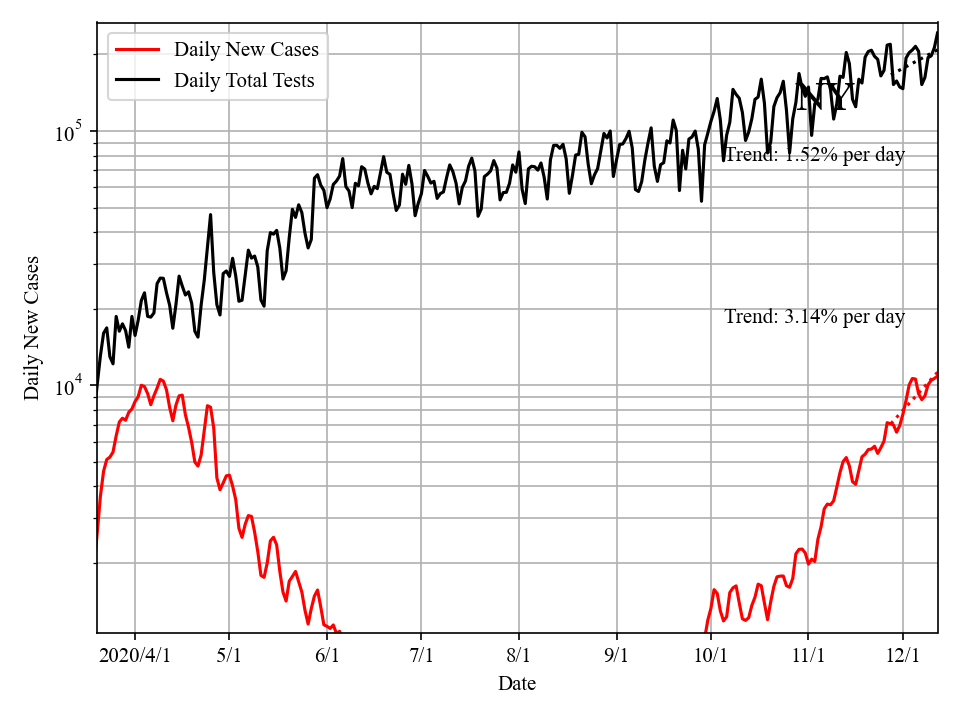 Daily New Cases
Daily Total Tests
NY
Trend: 1.52% per day
Trend: 3.14% per day
10^5
10^4
Daily New Cases
2020/4/1 5/1 6/1 7/1 8/1 9/1 10/1 11/1 12/1
Date